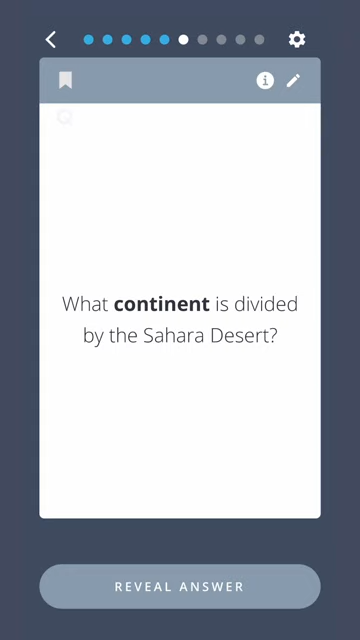 What continent is divided
by the Sahara Desert?
REVEAL ANSWER